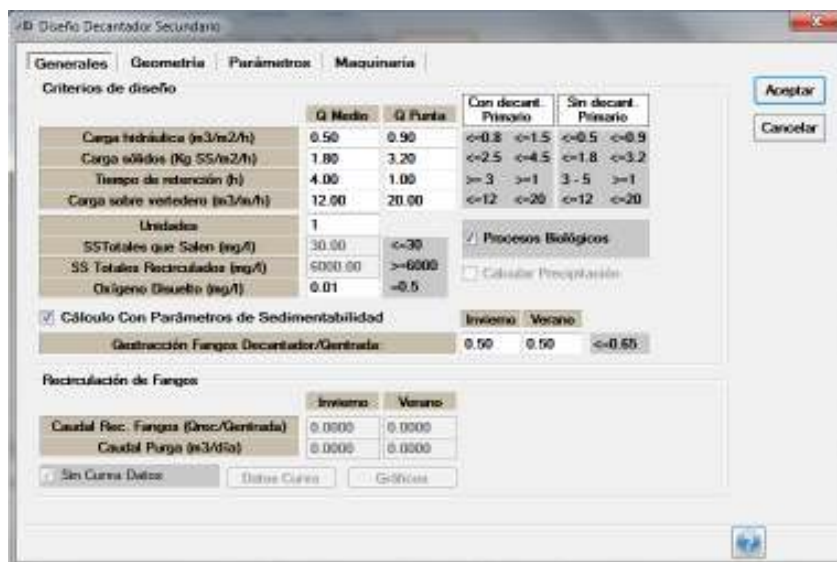 Diseño Decantador Secundario
Generales Geometria Parámetros Maquinaria
Criterios de diseño
Aceptar
Cancelar
Q Medio Q Punta Con decant. Primario Sin decant. Primario
Carga hidráulica (m3/m2/h) 0.50 0.90 <=0.8 <=1.5 <=0.5 <=0.9
Carga sólidos (Kg SS/m2/h) 1.80 3.20 <=2.5 <=4.5 <=1.8 <=3.2
Tiempo de retención (h) 4.00 1.00 >= 3 >=1 3 - 5 >=1
Carga sobre vertedero (m3/m/h) 12.00 20.00 <=12 <=20 <=12 <=20
Unidades 1
SSTotales que Salen (mg/l) 30.00 <=30
Procesos Biológicos
SS Totales Recirculados (mg/l) 6000.00 >=6000
Calcular Precipitación
Oxígeno Disuelto (mg/l) 0.01 =0.5
Cálculo Con Parámetros de Sedimentabilidad Invierno Verano
Qextracción Fangos Decantador/Qentrada 0.50 0.50 <=0.65
Recirculación de Fangos
Invierno Verano
Caudal Rec. Fangos (Qrec/Qentrada) 0.0000 0.0000
Caudal Purga (m3/día) 0.0000 0.0000
Sin Curva Datos Datos Curva Gráficos